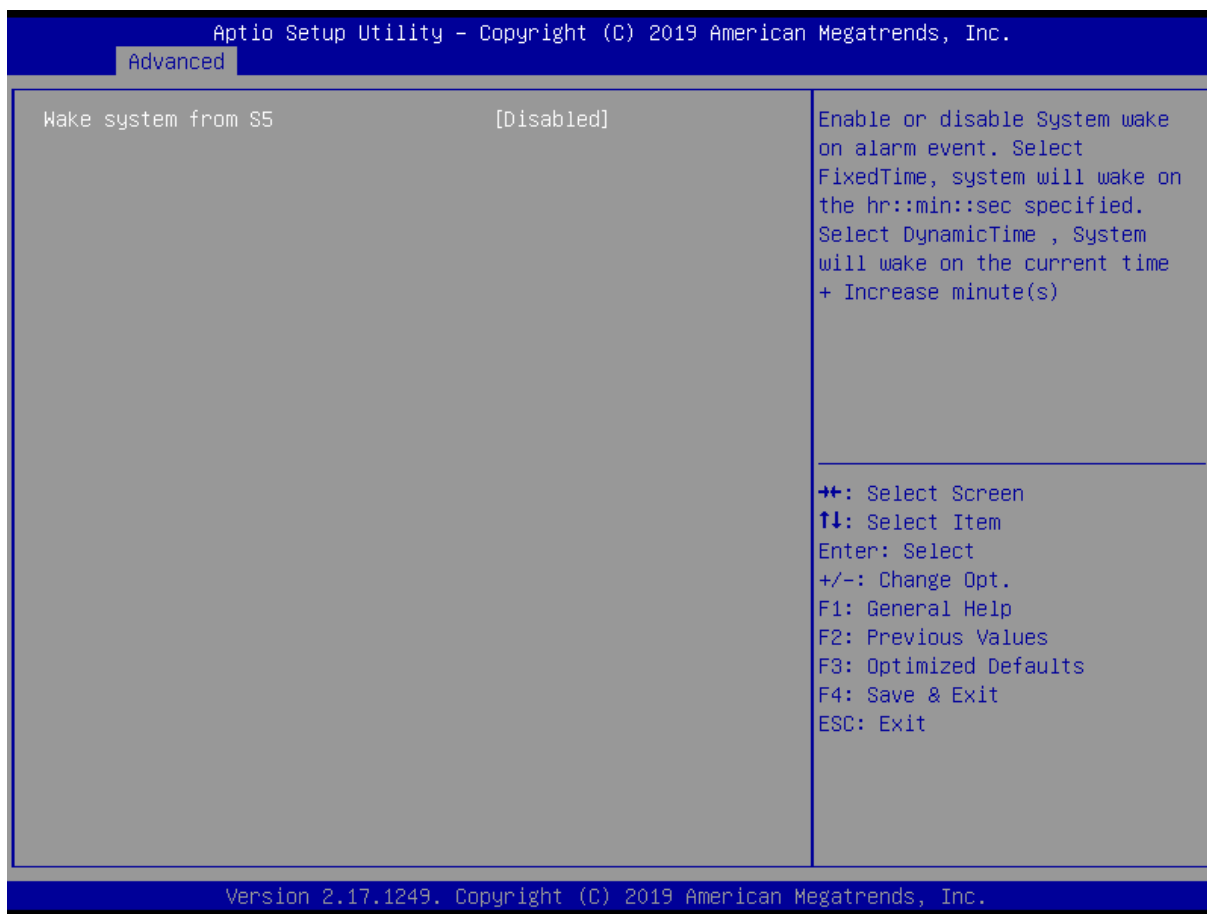 Aptio Setup Utility – Copyright (C) 2019 American Megatrends, Inc.
Advanced
Wake system from S5 [Disabled]
Enable or disable System wake
on alarm event. Select
FixedTime, system will wake on
the hr::min::sec specified.
Select DynamicTime , System
will wake on the current time
+ Increase minute(s)
→←: Select Screen
↑↓: Select Item
Enter: Select
+/-: Change Opt.
F1: General Help
F2: Previous Values
F3: Optimized Defaults
F4: Save & Exit
ESC: Exit
Version 2.17.1249. Copyright (C) 2019 American Megatrends, Inc.